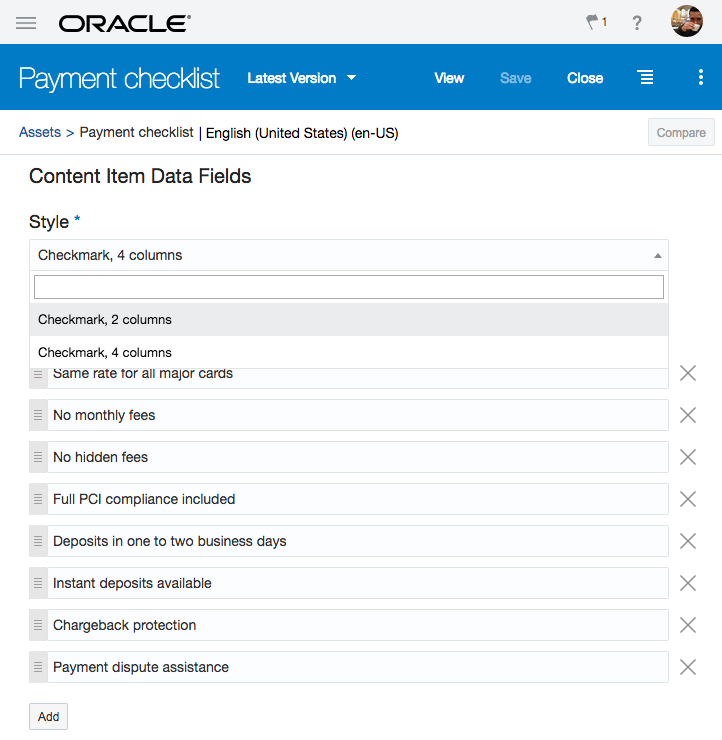 ORACLE®
1
?
Payment checklist Latest Version View Save Close
Assets > Payment checklist | English (United States) (en-US) Compare
Content Item Data Fields
Style *
Checkmark, 4 columns
Checkmark, 2 columns
Checkmark, 4 columns
Same rate for all major cards
No monthly fees
No hidden fees
Full PCI compliance included
Deposits in one to two business days
Instant deposits available
Chargeback protection
Payment dispute assistance
Add